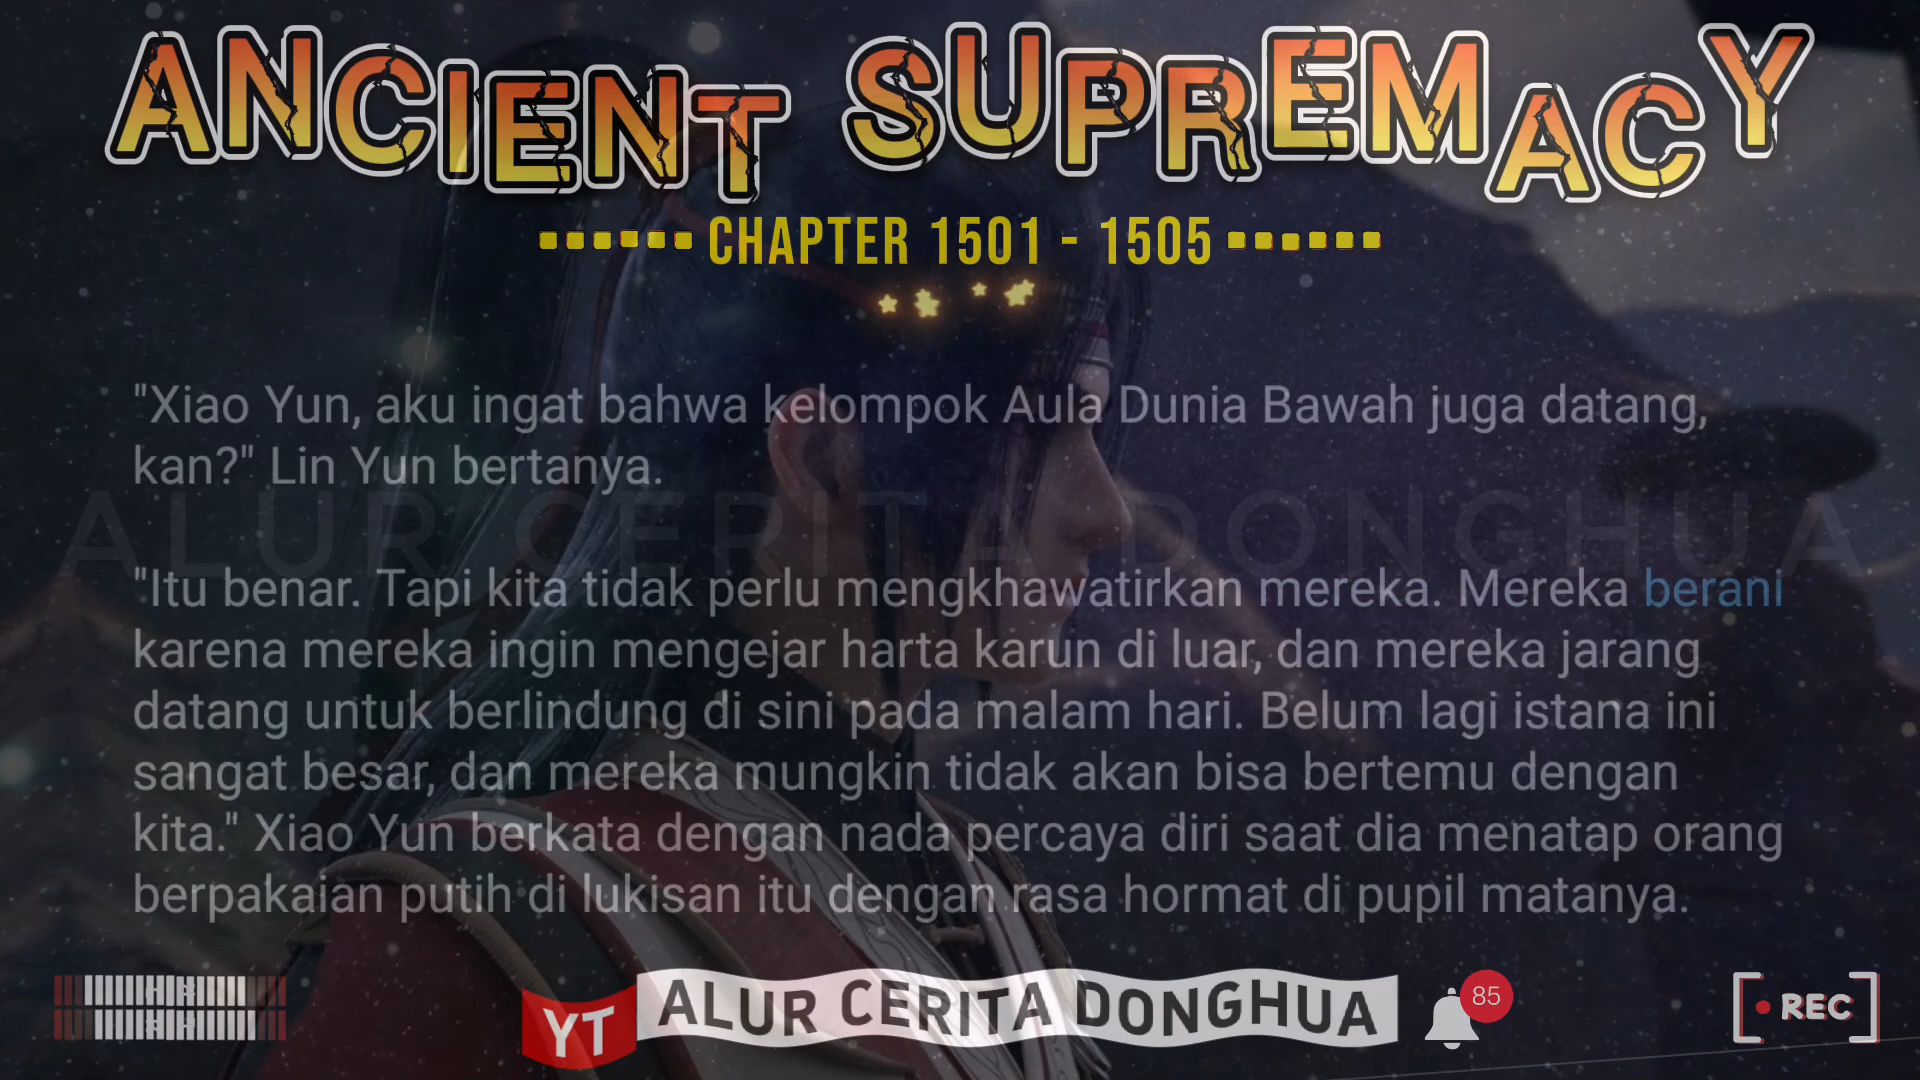 ANCIENT SUPREMACY
CHAPTER 1501 - 1505
"Xiao Yun, aku ingat bahwa kelompok Aula Dunia Bawah juga datang,
kan?" Lin Yun bertanya.
ALUR CERITA DONGHUA
"Itu benar. Tapi kita tidak perlu mengkhawatirkan mereka. Mereka berani
karena mereka ingin mengejar harta karun di luar, dan mereka jarang
datang untuk berlindung di sini pada malam hari. Belum lagi istana ini
sangat besar, dan mereka mungkin tidak akan bisa bertemu dengan
kita." Xiao Yun berkata dengan nada percaya diri saat dia menatap orang
berpakaian putih di lukisan itu dengan rasa hormat di pupil matanya.
YT ALUR CERITA DONGHUA 85
REC